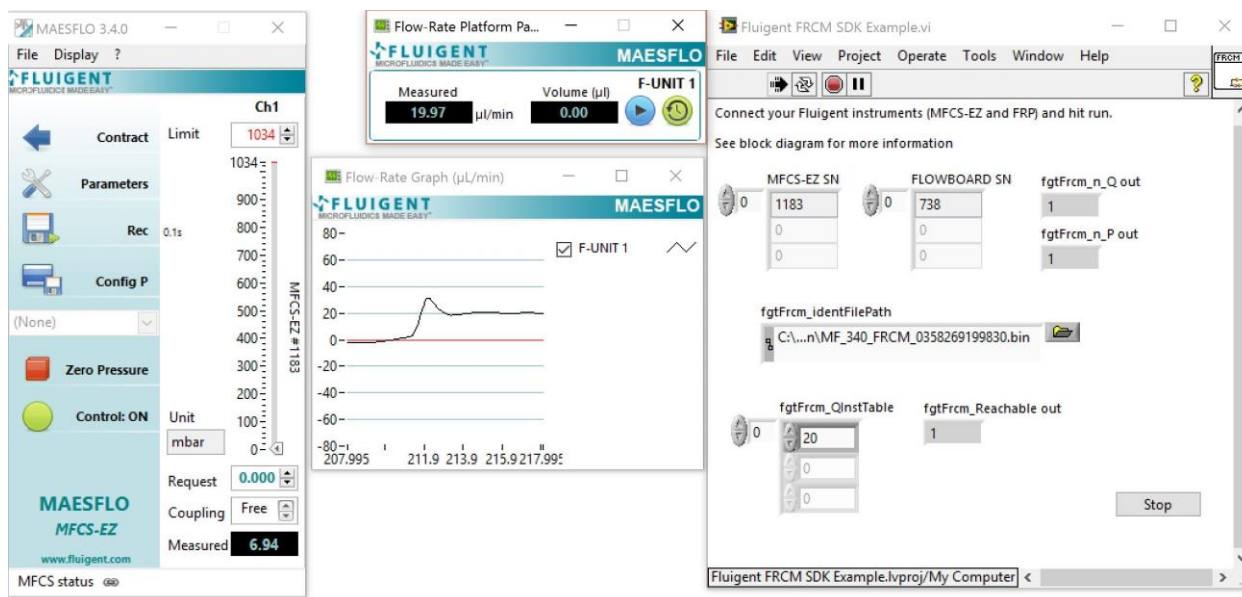 MAESFLO 3.4.0
File Display ?
FLUIGENT
MICROFLUIDICS MADE EASY
Ch1
Contract
Limit
1034
1034
Parameters
900
Rec
0.1s
800
700
Config P
600
(None)
500
400
Zero Pressure
300
200
Control: ON
Unit
100
mbar
0
MFCS-EZ #1183
Request
0.000
MAESFLO
MFCS-EZ
Coupling
Free
www.fluigent.com
Measured
6.94
MFCS status
Flow-Rate Platform Pa...
FLUIGENT
MICROFLUIDICS MADE EASY
MAESFLO
Measured
Volume (µl)
F-UNIT 1
19.97
µl/min
0.00
Flow-Rate Graph (µL/min)
FLUIGENT
MICROFLUIDICS MADE EASY
MAESFLO
80
F-UNIT 1
60
40
20
0
-20
-40
-60
-80
207.995 211.9 213.9 215.9 217.995
Fluigent FRCM SDK Example.vi
File Edit View Project Operate Tools Window Help
FRCM
Connect your Fluigent instruments (MFCS-EZ and FRP) and hit run.
See block diagram for more information
MFCS-EZ SN
FLOWBOARD SN
fgtFrcm_n_Q out
0
1183
0
738
1
0
0
fgtFrcm_n_P out
0
0
1
fgtFrcm_identFilePath
C:\...n\MF_340_FRCM_0358269199830.bin
fgtFrcm_QInstTable
fgtFrcm_Reachable out
0
20
1
0
0
Stop
Fluigent FRCM SDK Example.lvproj/My Computer